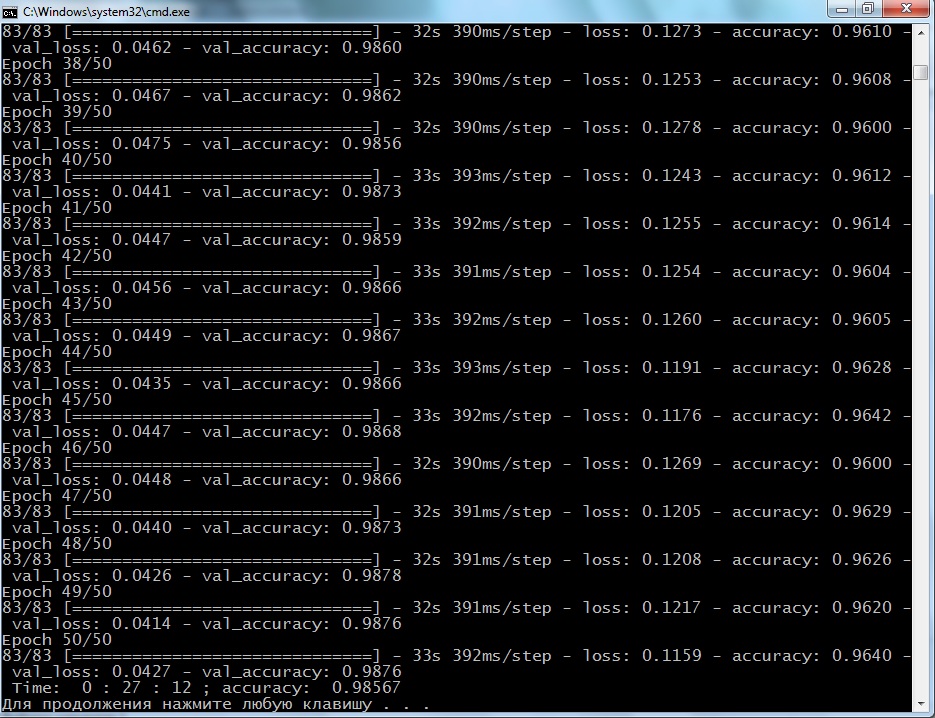 C:\Windows\system32\cmd.exe
83/83 [==============================] - 32s 390ms/step - loss: 0.1273 - accuracy: 0.9610 -
 val_loss: 0.0462 - val_accuracy: 0.9860
Epoch 38/50
83/83 [==============================] - 32s 390ms/step - loss: 0.1253 - accuracy: 0.9608 -
 val_loss: 0.0467 - val_accuracy: 0.9862
Epoch 39/50
83/83 [==============================] - 32s 390ms/step - loss: 0.1278 - accuracy: 0.9600 -
 val_loss: 0.0475 - val_accuracy: 0.9856
Epoch 40/50
83/83 [==============================] - 33s 393ms/step - loss: 0.1243 - accuracy: 0.9612 -
 val_loss: 0.0441 - val_accuracy: 0.9873
Epoch 41/50
83/83 [==============================] - 33s 392ms/step - loss: 0.1255 - accuracy: 0.9614 -
 val_loss: 0.0447 - val_accuracy: 0.9859
Epoch 42/50
83/83 [==============================] - 33s 391ms/step - loss: 0.1254 - accuracy: 0.9604 -
 val_loss: 0.0456 - val_accuracy: 0.9866
Epoch 43/50
83/83 [==============================] - 33s 392ms/step - loss: 0.1260 - accuracy: 0.9605 -
 val_loss: 0.0449 - val_accuracy: 0.9867
Epoch 44/50
83/83 [==============================] - 33s 393ms/step - loss: 0.1191 - accuracy: 0.9628 -
 val_loss: 0.0435 - val_accuracy: 0.9866
Epoch 45/50
83/83 [==============================] - 33s 392ms/step - loss: 0.1176 - accuracy: 0.9642 -
 val_loss: 0.0447 - val_accuracy: 0.9868
Epoch 46/50
83/83 [==============================] - 32s 390ms/step - loss: 0.1269 - accuracy: 0.9600 -
 val_loss: 0.0448 - val_accuracy: 0.9866
Epoch 47/50
83/83 [==============================] - 32s 391ms/step - loss: 0.1205 - accuracy: 0.9629 -
 val_loss: 0.0440 - val_accuracy: 0.9873
Epoch 48/50
83/83 [==============================] - 32s 391ms/step - loss: 0.1208 - accuracy: 0.9626 -
 val_loss: 0.0426 - val_accuracy: 0.9878
Epoch 49/50
83/83 [==============================] - 32s 391ms/step - loss: 0.1217 - accuracy: 0.9620 -
 val_loss: 0.0414 - val_accuracy: 0.9876
Epoch 50/50
83/83 [==============================] - 33s 392ms/step - loss: 0.1159 - accuracy: 0.9640 -
 val_loss: 0.0427 - val_accuracy: 0.9876
 Time:  0 : 27 : 12 ; accuracy:  0.98567
Для продолжения нажмите любую клавишу . . .